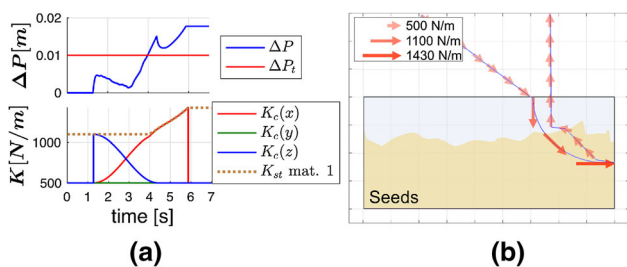 0.02
0.01
0
ΔP[m]
ΔP
ΔP_t
1000
500
K[N/m]
K_c(x)
K_c(y)
K_c(z)
K_st mat. 1
0 1 2 3 4 5 6 7
time [s]
(a)
500 N/m
1100 N/m
1430 N/m
Seeds
(b)